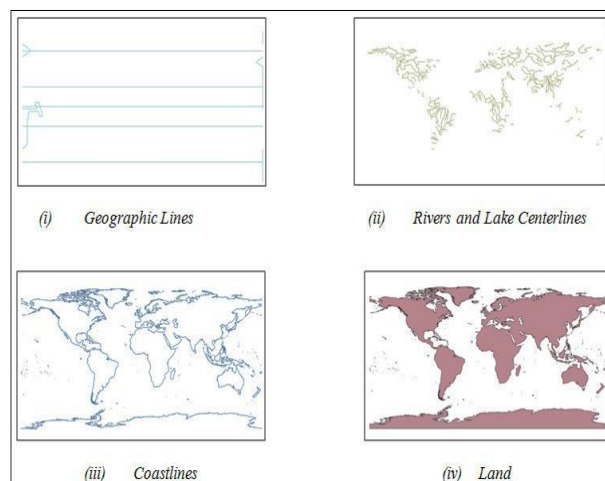 (i) Geographic Lines
(ii) Rivers and Lake Centerlines
(iii) Coastlines
(iv) Land